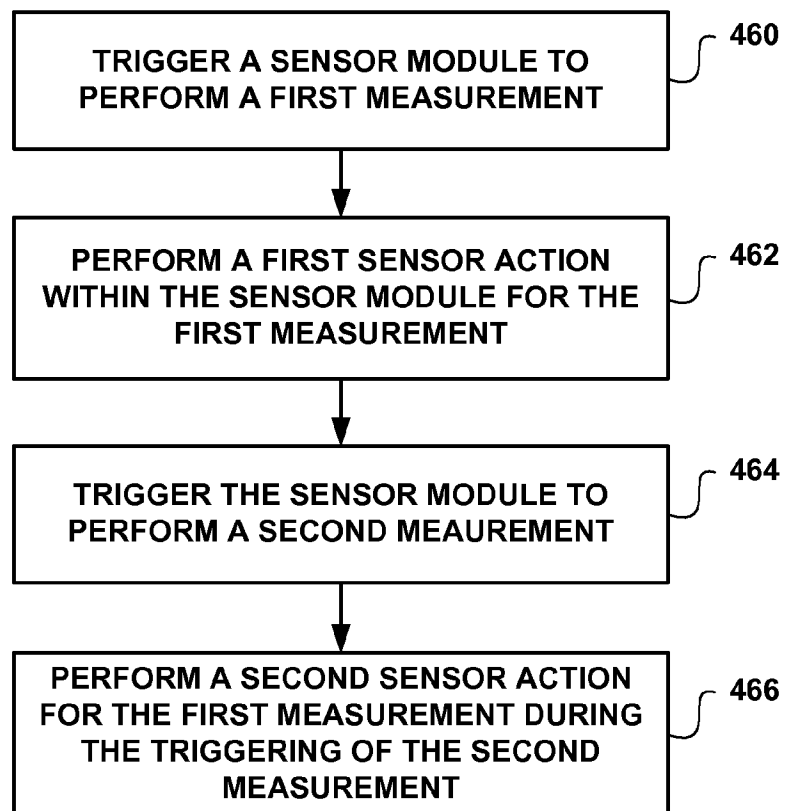 TRIGGER A SENSOR MODULE TO
PERFORM A FIRST MEASUREMENT
460
PERFORM A FIRST SENSOR ACTION
WITHIN THE SENSOR MODULE FOR THE
FIRST MEASUREMENT
462
TRIGGER THE SENSOR MODULE TO
PERFORM A SECOND MEAUREMENT
464
PERFORM A SECOND SENSOR ACTION
FOR THE FIRST MEASUREMENT DURING
THE TRIGGERING OF THE SECOND
MEASUREMENT
466